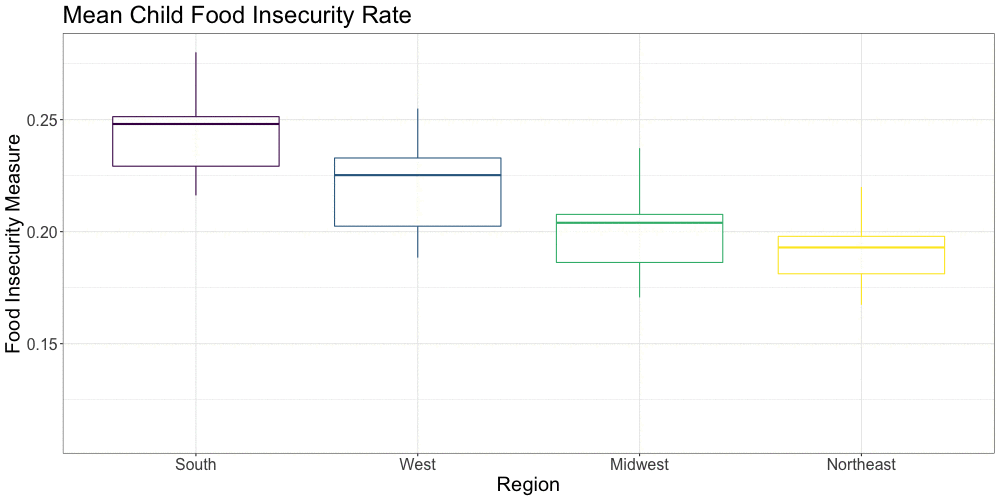 Mean Child Food Insecurity Rate
Food Insecurity Measure
0.25
0.20
0.15
South West Midwest Northeast
Region